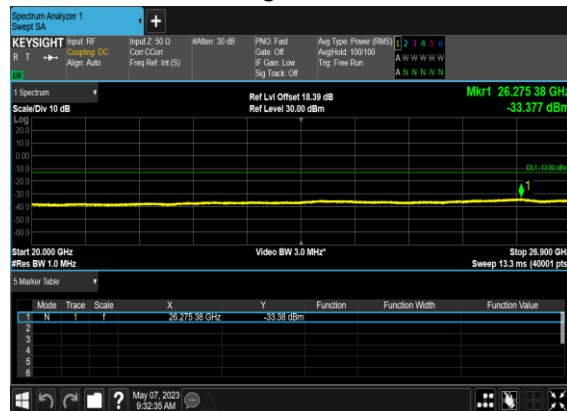 Spectrum Analyzer 1
Swept SA
+
KEYSIGHT Input: RF Input Z: 50 Ω #Atten: 30 dB PNO: Fast Avg Type: Power (RMS) 1 2 3 4 5 6
R T Coupling: DC Corr CCorr Gate: Off Avg|Hold: 100/100 A W W W W W
Align: Auto Freq Ref: Int (S) IF Gain: Low Trig: Free Run
LXI Sig Track: Off A N N N N N
1 Spectrum Ref Lvl Offset 18.39 dB Mkr1 26.275 38 GHz
Scale/Div 10 dB Ref Level 30.00 dBm -33.377 dBm
Log
20.0
10.0
0.00
-10.0
DL1 -13.00 dBm
-20.0
1
-30.0
-40.0
-50.0
-60.0
Start 20.000 GHz Video BW 3.0 MHz* Stop 26.900 GHz
#Res BW 1.0 MHz Sweep 13.3 ms (40001 pts)
5 Marker Table
Mode Trace Scale X Y Function Function Width Function Value
1 N 1 f 26.275 38 GHz -33.38 dBm
2
3
4
5
6
? May 07, 2023
9:32:35 AM